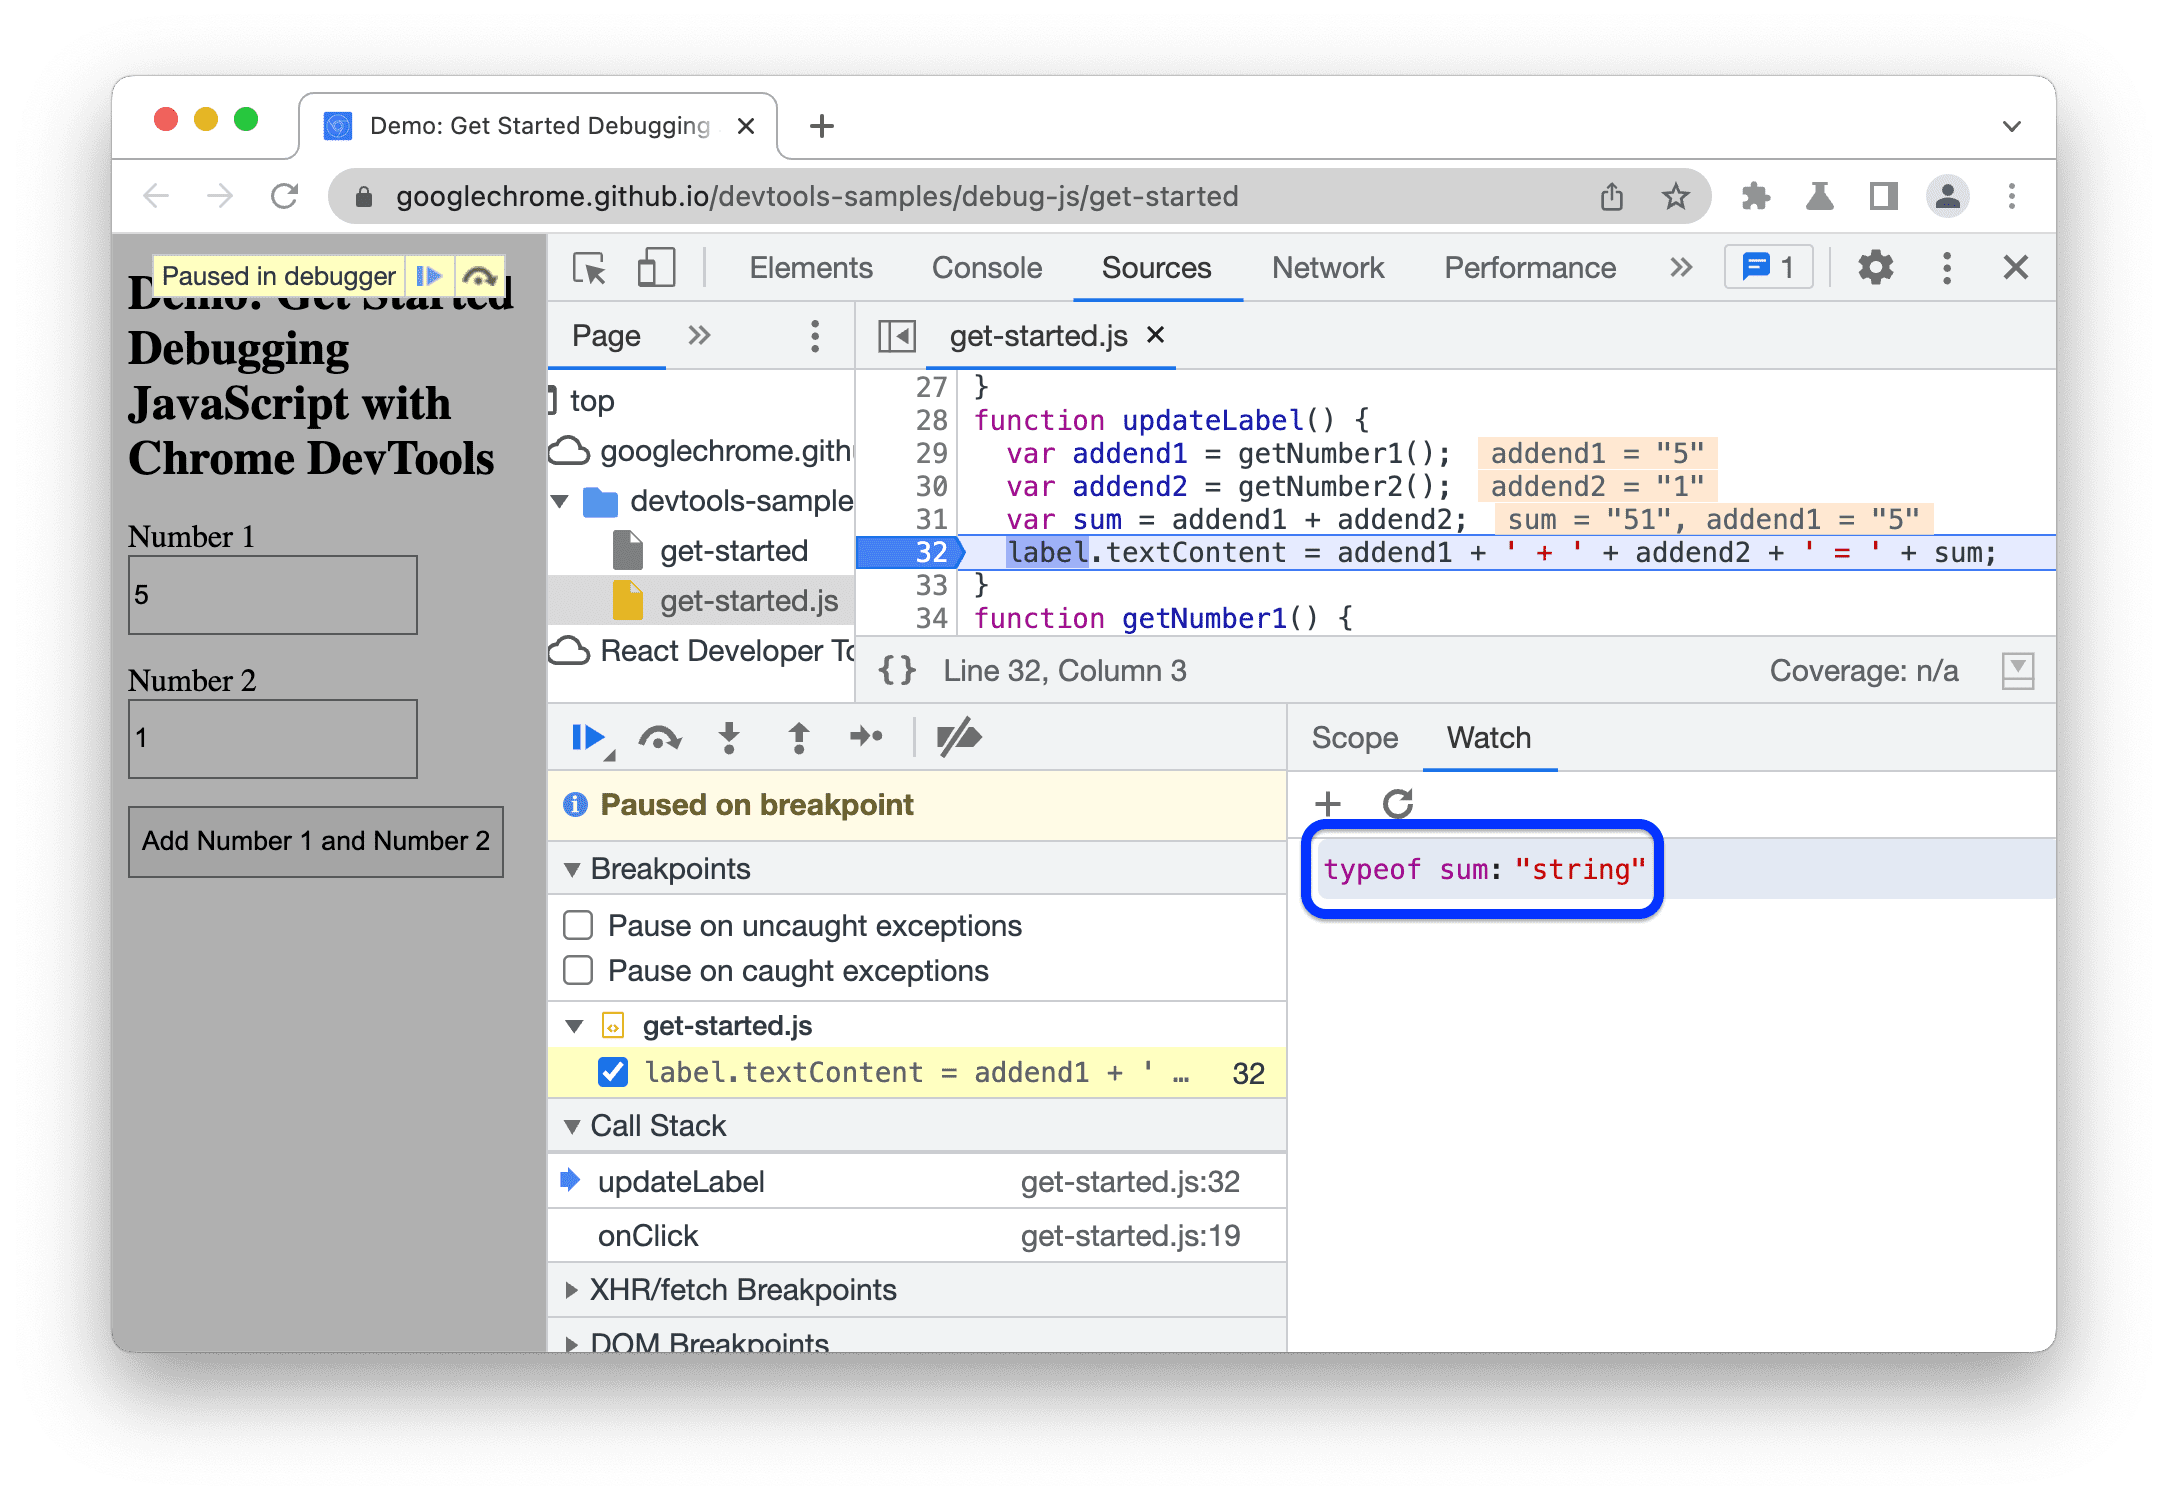 Demo: Get Started Debugging
googlechrome.github.io/devtools-samples/debug-js/get-started
Paused in debugger
Demo: Get Started
Debugging
JavaScript with
Chrome DevTools
Number 1
5
Number 2
1
Add Number 1 and Number 2
Elements Console Sources Network Performance 1
Page
top
googlechrome.gith
devtools-sample
get-started
get-started.js
React Developer To
get-started.js
27 }
28 function updateLabel() {
29 var addend1 = getNumber1(); addend1 = "5"
30 var addend2 = getNumber2(); addend2 = "1"
31 var sum = addend1 + addend2; sum = "51", addend1 = "5"
32 label.textContent = addend1 + ' + ' + addend2 + ' = ' + sum;
33 }
34 function getNumber1() {
{} Line 32, Column 3 Coverage: n/a
Paused on breakpoint
Breakpoints
Pause on uncaught exceptions
Pause on caught exceptions
get-started.js
label.textContent = addend1 + ' … 32
Call Stack
updateLabel get-started.js:32
onClick get-started.js:19
XHR/fetch Breakpoints
DOM Breakpoints
Scope Watch
typeof sum: "string"